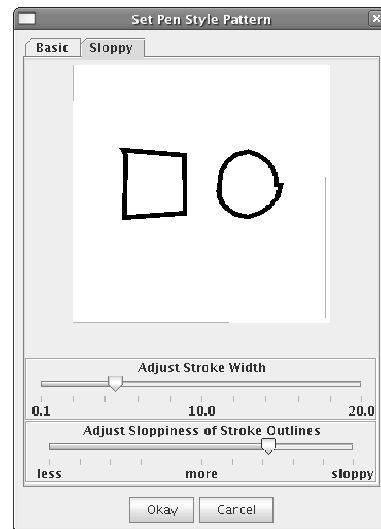 Set Pen Style Pattern
Basic Sloppy
Adjust Stroke Width
0.1 10.0 20.0
Adjust Sloppiness of Stroke Outlines
less more sloppy
Okay Cancel